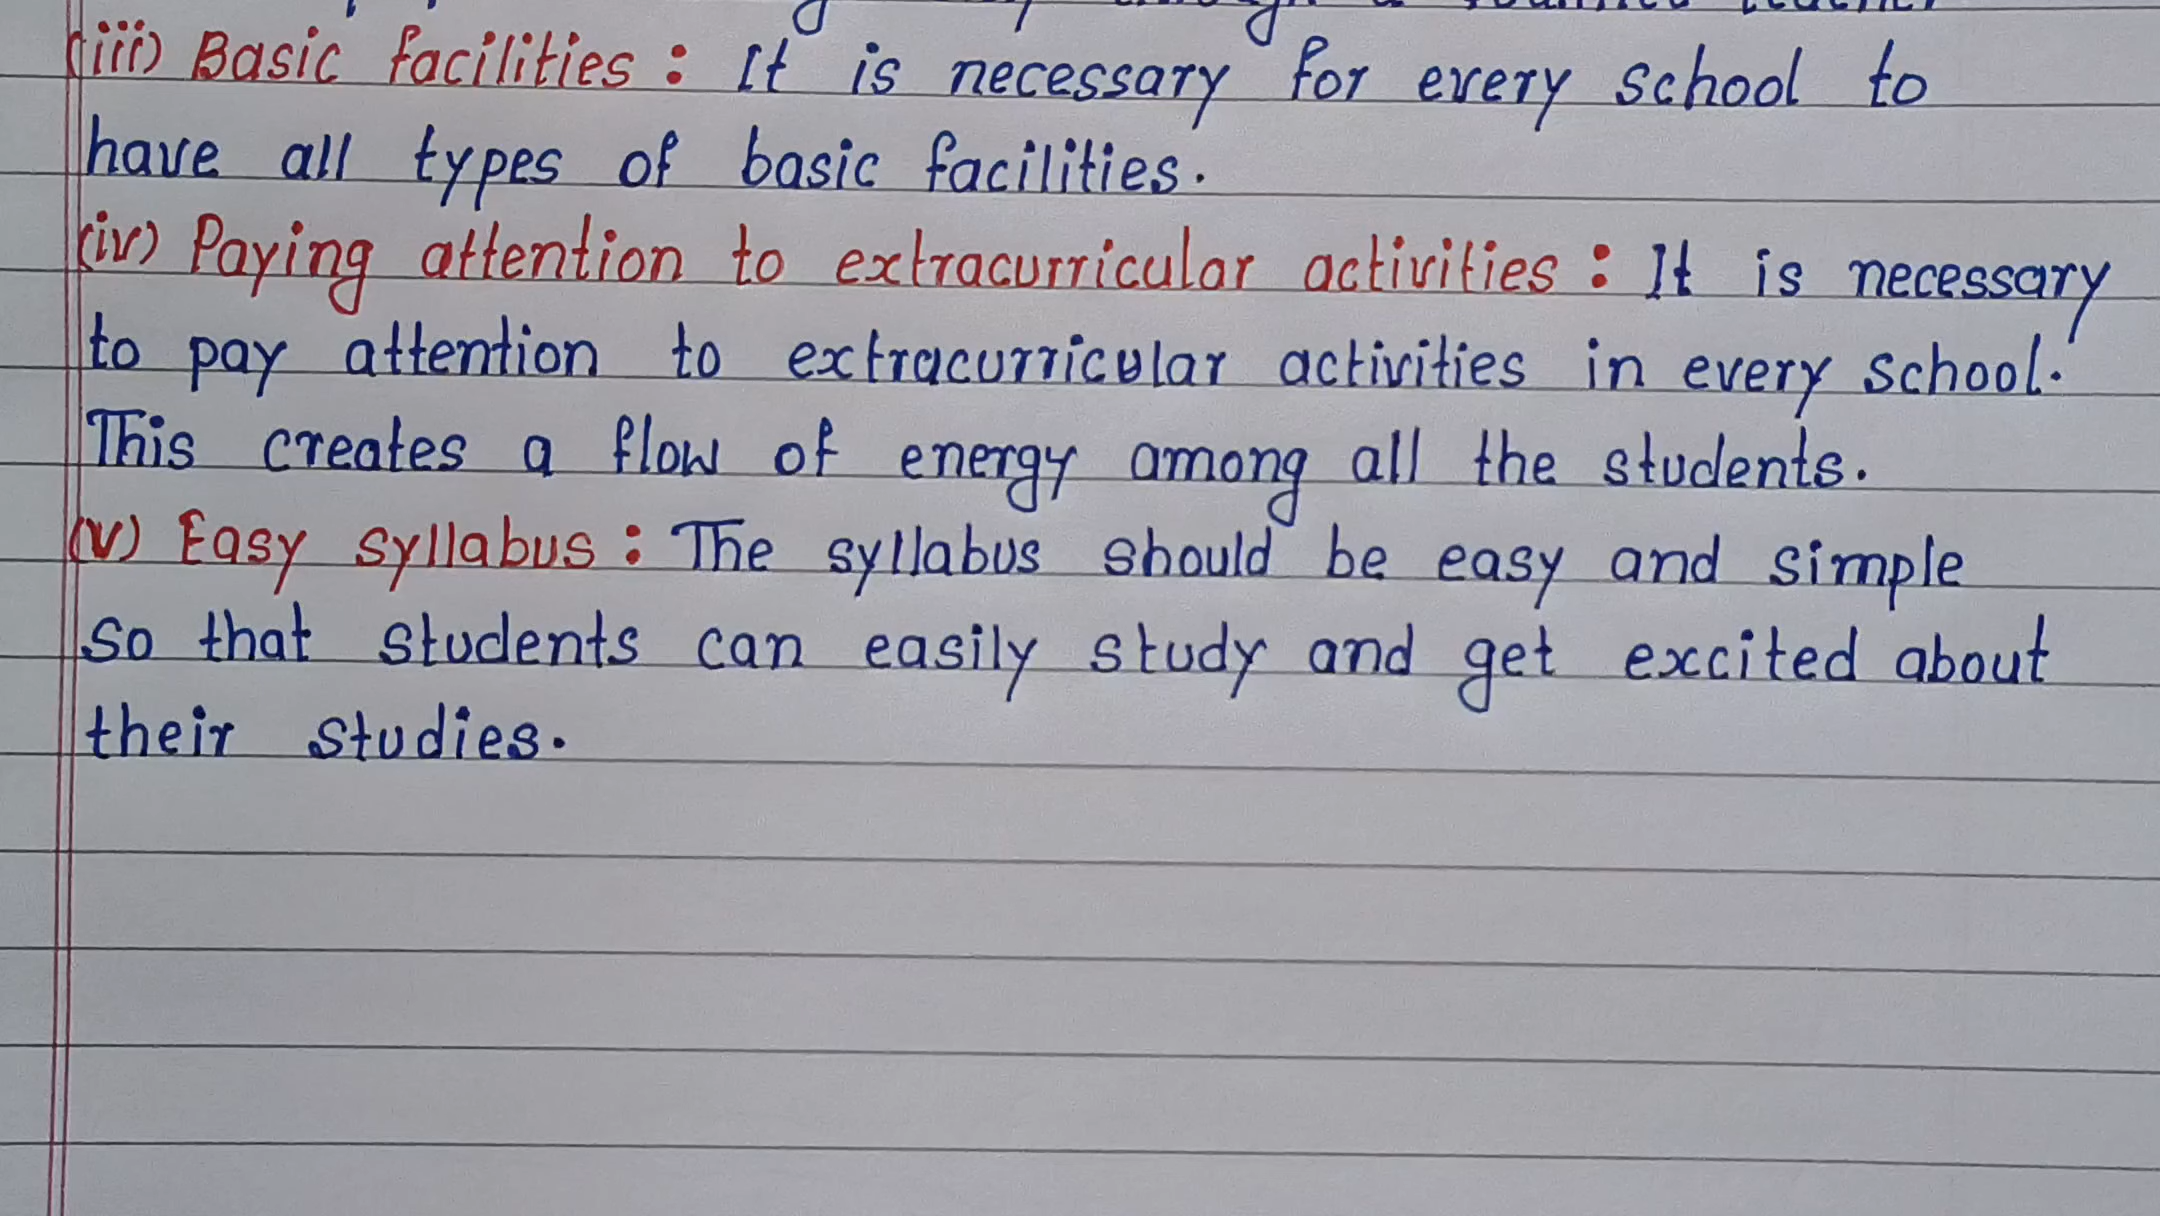 (iii) Basic facilities : It is necessary for every school to
have all types of basic facilities.
(iv) Paying attention to extracurricular activities : It is necessary
to pay attention to extracurricular activities in every school.
This creates a flow of energy among all the students.
(v) Easy syllabus : The syllabus should be easy and simple
so that students can easily study and get excited about
their studies.